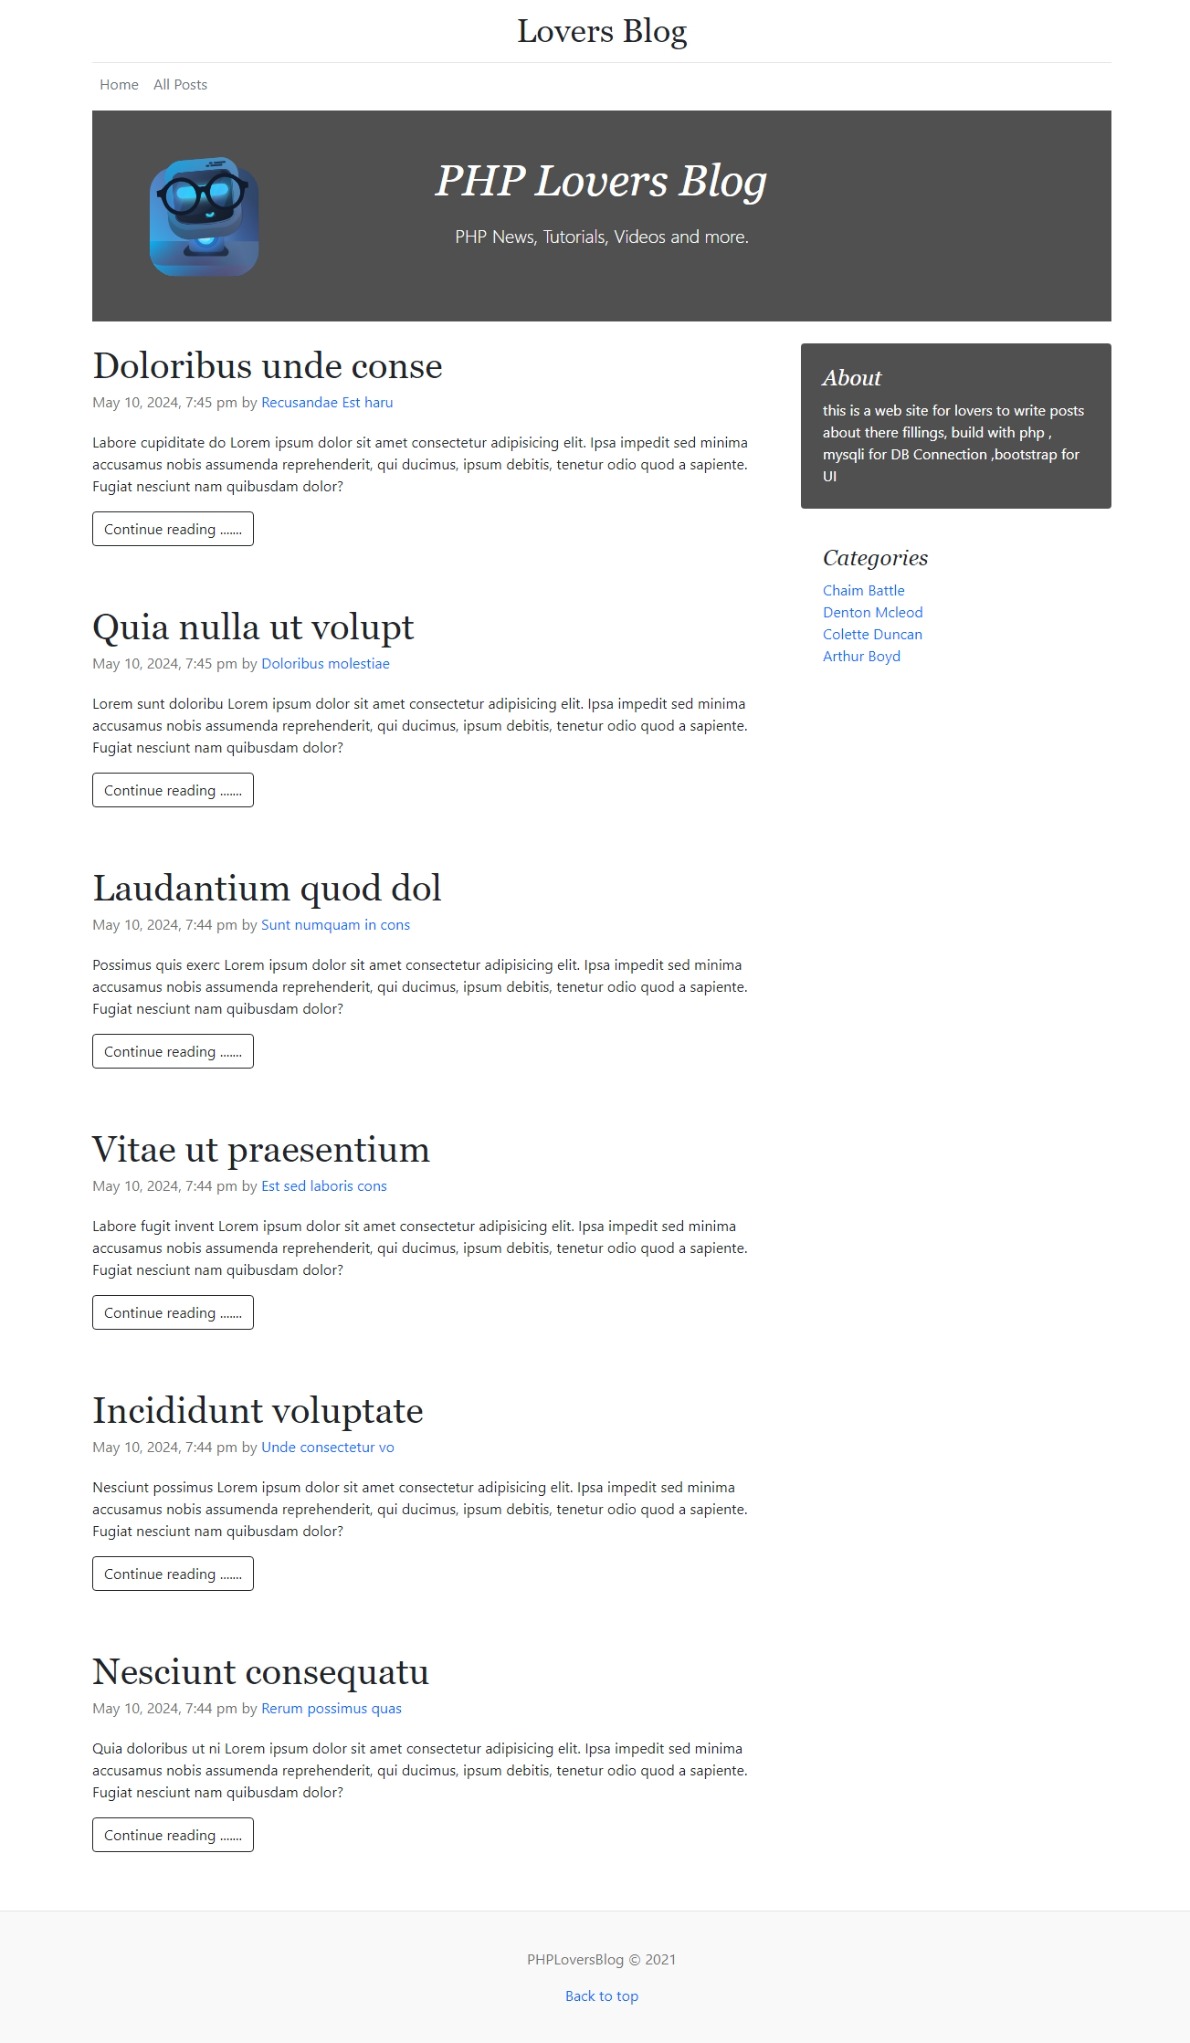 Lovers Blog
Home All Posts
PHP Lovers Blog
PHP News, Tutorials, Videos and more.
Doloribus unde conse
May 10, 2024, 7:45 pm by Recusandae Est haru
Labore cupiditate do Lorem ipsum dolor sit amet consectetur adipisicing elit. Ipsa impedit sed minima
accusamus nobis assumenda reprehenderit, qui ducimus, ipsum debitis, tenetur odio quod a sapiente.
Fugiat nesciunt nam quibusdam dolor?
Continue reading .......
Quia nulla ut volupt
May 10, 2024, 7:45 pm by Doloribus molestiae
Lorem sunt doloribu Lorem ipsum dolor sit amet consectetur adipisicing elit. Ipsa impedit sed minima
accusamus nobis assumenda reprehenderit, qui ducimus, ipsum debitis, tenetur odio quod a sapiente.
Fugiat nesciunt nam quibusdam dolor?
Continue reading .......
Laudantium quod dol
May 10, 2024, 7:44 pm by Sunt numquam in cons
Possimus quis exerc Lorem ipsum dolor sit amet consectetur adipisicing elit. Ipsa impedit sed minima
accusamus nobis assumenda reprehenderit, qui ducimus, ipsum debitis, tenetur odio quod a sapiente.
Fugiat nesciunt nam quibusdam dolor?
Continue reading .......
Vitae ut praesentium
May 10, 2024, 7:44 pm by Est sed laboris cons
Labore fugit invent Lorem ipsum dolor sit amet consectetur adipisicing elit. Ipsa impedit sed minima
accusamus nobis assumenda reprehenderit, qui ducimus, ipsum debitis, tenetur odio quod a sapiente.
Fugiat nesciunt nam quibusdam dolor?
Continue reading .......
Incididunt voluptate
May 10, 2024, 7:44 pm by Unde consectetur vo
Nesciunt possimus Lorem ipsum dolor sit amet consectetur adipisicing elit. Ipsa impedit sed minima
accusamus nobis assumenda reprehenderit, qui ducimus, ipsum debitis, tenetur odio quod a sapiente.
Fugiat nesciunt nam quibusdam dolor?
Continue reading .......
Nesciunt consequatu
May 10, 2024, 7:44 pm by Rerum possimus quas
Quia doloribus ut ni Lorem ipsum dolor sit amet consectetur adipisicing elit. Ipsa impedit sed minima
accusamus nobis assumenda reprehenderit, qui ducimus, ipsum debitis, tenetur odio quod a sapiente.
Fugiat nesciunt nam quibusdam dolor?
Continue reading .......
About
this is a web site for lovers to write posts
about there fillings, build with php ,
mysqli for DB Connection ,bootstrap for
UI
Categories
Chaim Battle
Denton Mcleod
Colette Duncan
Arthur Boyd
PHPLoversBlog © 2021
Back to top